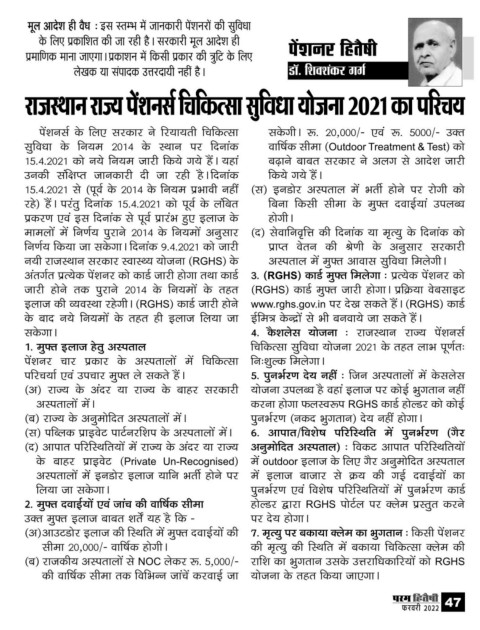 मूल आदेश ही वैध : इस स्तम्भ में जानकारी पेंशनरों की सुविधा
के लिए प्रकाशित की जा रही है। सरकारी मूल आदेश ही
प्रमाणिक माना जाएगा। प्रकाशन में किसी प्रकार की त्रुटि के लिए
लेखक या संपादक उत्तरदायी नहीं है।
पेंशनर हितैषी
डॉ. शिवशंकर गर्ग
राजस्थान राज्य पेंशनर्स चिकित्सा सुविधा योजना 2021 का परिचय
पेंशनर्स के लिए सरकार ने रियायती चिकित्सा
सुविधा के नियम 2014 के स्थान पर दिनांक
15.4.2021 को नये नियम जारी किये गये हैं। यहां
उनकी संक्षिप्त जानकारी दी जा रही है। दिनांक
15.4.2021 से (पूर्व के 2014 के नियम प्रभावी नहीं
रहे) हैं। परंतु दिनांक 15.4.2021 को पूर्व के लंबित
प्रकरण एवं इस दिनांक से पूर्व प्रारंभ हुए इलाज के
मामलों में निर्णय पुराने 2014 के नियमों अनुसार
निर्णय किया जा सकेगा। दिनांक 9.4.2021 को जारी
नयी राजस्थान सरकार स्वास्थ्य योजना (RGHS) के
अंतर्गत प्रत्येक पेंशनर को कार्ड जारी होगा तथा कार्ड
जारी होने तक पुराने 2014 के नियमों के तहत
इलाज की व्यवस्था रहेगी। (RGHS) कार्ड जारी होने
के बाद नये नियमों के तहत ही इलाज लिया जा
सकेगा।
1. मुफ्त इलाज हेतु अस्पताल
पेंशनर चार प्रकार के अस्पतालों में चिकित्सा
परिचर्या एवं उपचार मुफ्त ले सकते हैं।
(अ) राज्य के अंदर या राज्य के बाहर सरकारी
अस्पतालों में।
(ब) राज्य के अनुमोदित अस्पतालों में।
(स) पब्लिक प्राइवेट पार्टनरशिप के अस्पतालों में।
(द) आपात परिस्थितियों में राज्य के अंदर या राज्य
के बाहर प्राइवेट (Private Un-Recognised)
अस्पतालों में इनडोर इलाज यानि भर्ती होने पर
लिया जा सकेगा।
2. मुफ्त दवाईयों एवं जांच की वार्षिक सीमा
उक्त मुफ्त इलाज बाबत शर्तें यह है कि -
(अ)आउटडोर इलाज की स्थिति में मुफ्त दवाईयों की
सीमा 20,000/- वार्षिक होगी।
(ब) राजकीय अस्पतालों से NOC लेकर रू. 5,000/-
की वार्षिक सीमा तक विभिन्न जांचें करवाई जा
सकेगी। रू. 20,000/- एवं रू. 5000/- उक्त
वार्षिक सीमा (Outdoor Treatment & Test) को
बढ़ाने बाबत सरकार ने अलग से आदेश जारी
किये गये हैं।
(स) इनडोर अस्पताल में भर्ती होने पर रोगी को
बिना किसी सीमा के मुफ्त दवाईयां उपलब्ध
होगी।
(द) सेवानिवृत्ति की दिनांक या मृत्यु के दिनांक को
प्राप्त वेतन की श्रेणी के अनुसार सरकारी
अस्पताल में मुफ्त आवास सुविधा मिलेगी।
3. (RGHS) कार्ड मुफ्त मिलेगा : प्रत्येक पेंशनर को
(RGHS) कार्ड मुफ्त जारी होगा। प्रक्रिया वेबसाइट
www.rghs.gov.in पर देख सकते हैं। (RGHS) कार्ड
ईमित्र केन्द्रों से भी बनवाये जा सकते हैं।
4. कैशलेस योजना : राजस्थान राज्य पेंशनर्स
चिकित्सा सुविधा योजना 2021 के तहत लाभ पूर्णतः
निःशुल्क मिलेगा।
5. पुनर्भरण देय नहीं : जिन अस्पतालों में केसलेस
योजना उपलब्ध है वहां इलाज पर कोई भुगतान नहीं
करना होगा फलस्वरूप RGHS कार्ड होल्डर को कोई
पुनर्भरण (नकद भुगतान) देय नहीं होगा।
6. आपात/विशेष परिस्थिति में पुनर्भरण (गैर
अनुमोदित अस्पताल) : विकट आपात परिस्थितियों
में outdoor इलाज के लिए गैर अनुमोदित अस्पताल
में इलाज बाजार से क्रय की गई दवाईयों का
पुनर्भरण एवं विशेष परिस्थितियों में पुनर्भरण कार्ड
होल्डर द्वारा RGHS पोर्टल पर क्लेम प्रस्तुत करने
पर देय होगा।
7. मृत्यु पर बकाया क्लेम का भुगतान : किसी पेंशनर
की मृत्यु की स्थिति में बकाया चिकित्सा क्लेम की
राशि का भुगतान उसके उत्तराधिकारियों को RGHS
योजना के तहत किया जाएगा।
परम हितैषी
फरवरी 2022
47